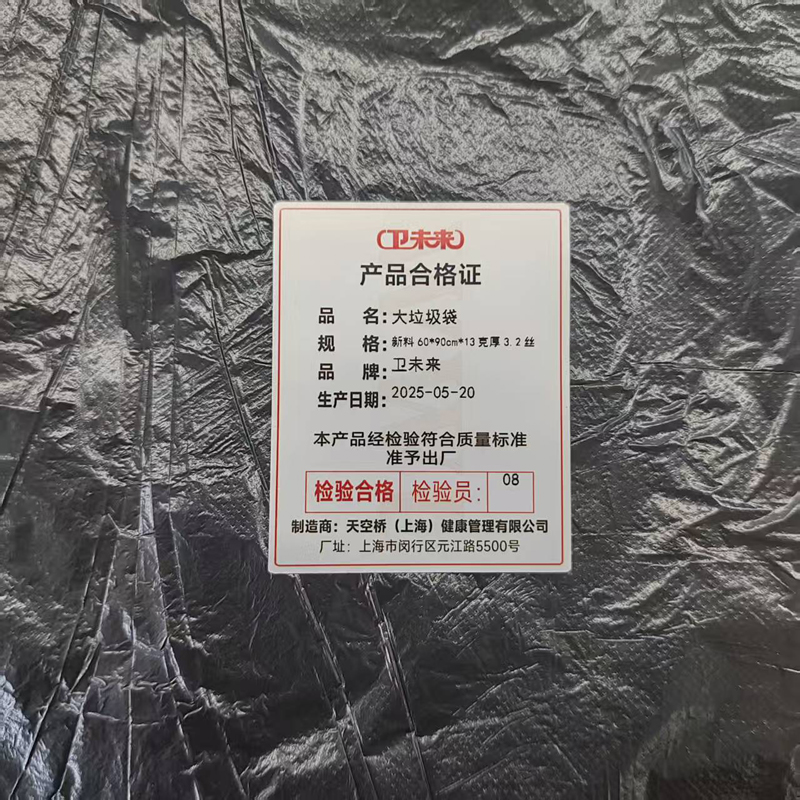 卫未来
产品合格证
品 名：大垃圾袋
规 格：新料60*90cm*13克厚3.2丝
品 牌：卫未来
生产日期：2025-05-20
本产品经检验符合质量标准
准予出厂
检验合格 检验员： 08
制造商：天空桥（上海）健康管理有限公司
厂址：上海市闵行区元江路5500号